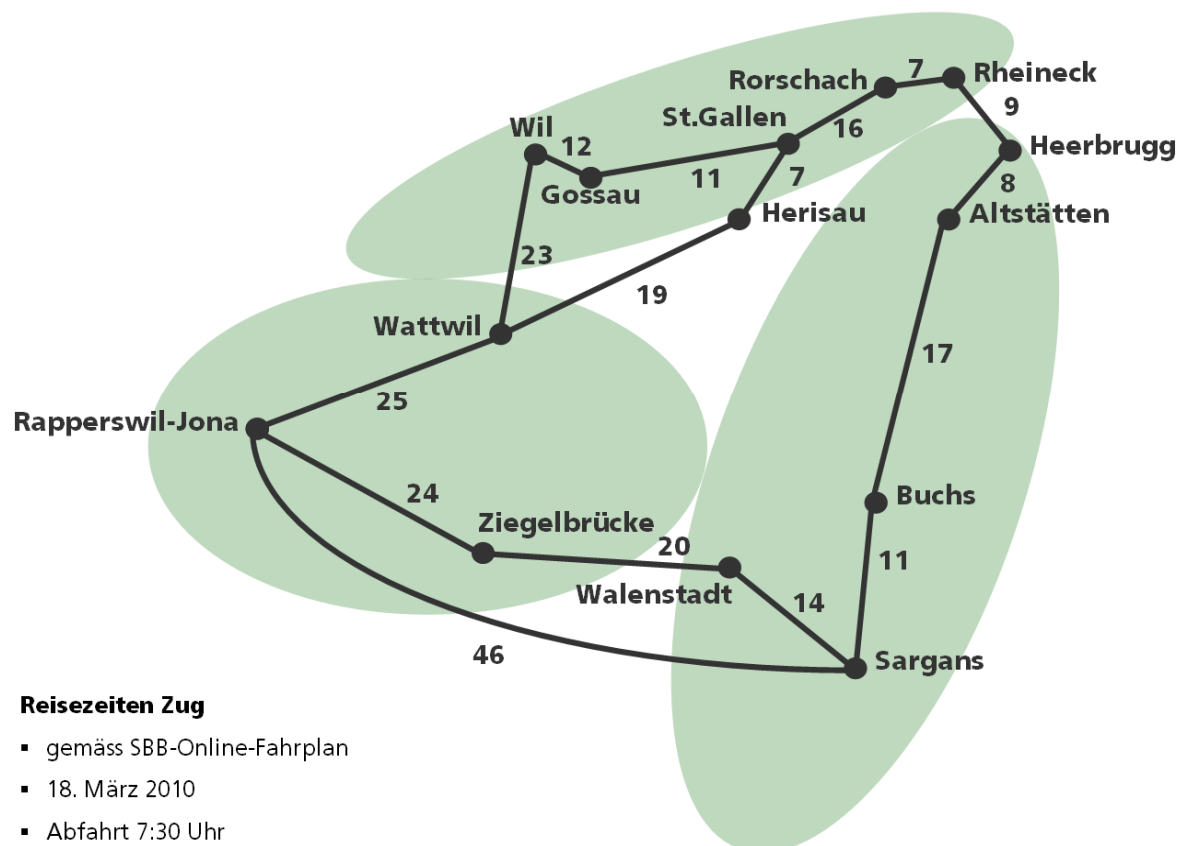 7
Rheineck
Rorschach
9
St.Gallen
16
Wil
12
Heerbrugg
11
7
8
Gossau
Herisau
Altstätten
23
19
Wattwil
17
25
Rapperswil-Jona
24
Buchs
Ziegelbrücke
20
11
Walenstadt
14
46
Sargans
Reisezeiten Zug
▪ gemäss SBB-Online-Fahrplan
▪ 18. März 2010
▪ Abfahrt 7:30 Uhr